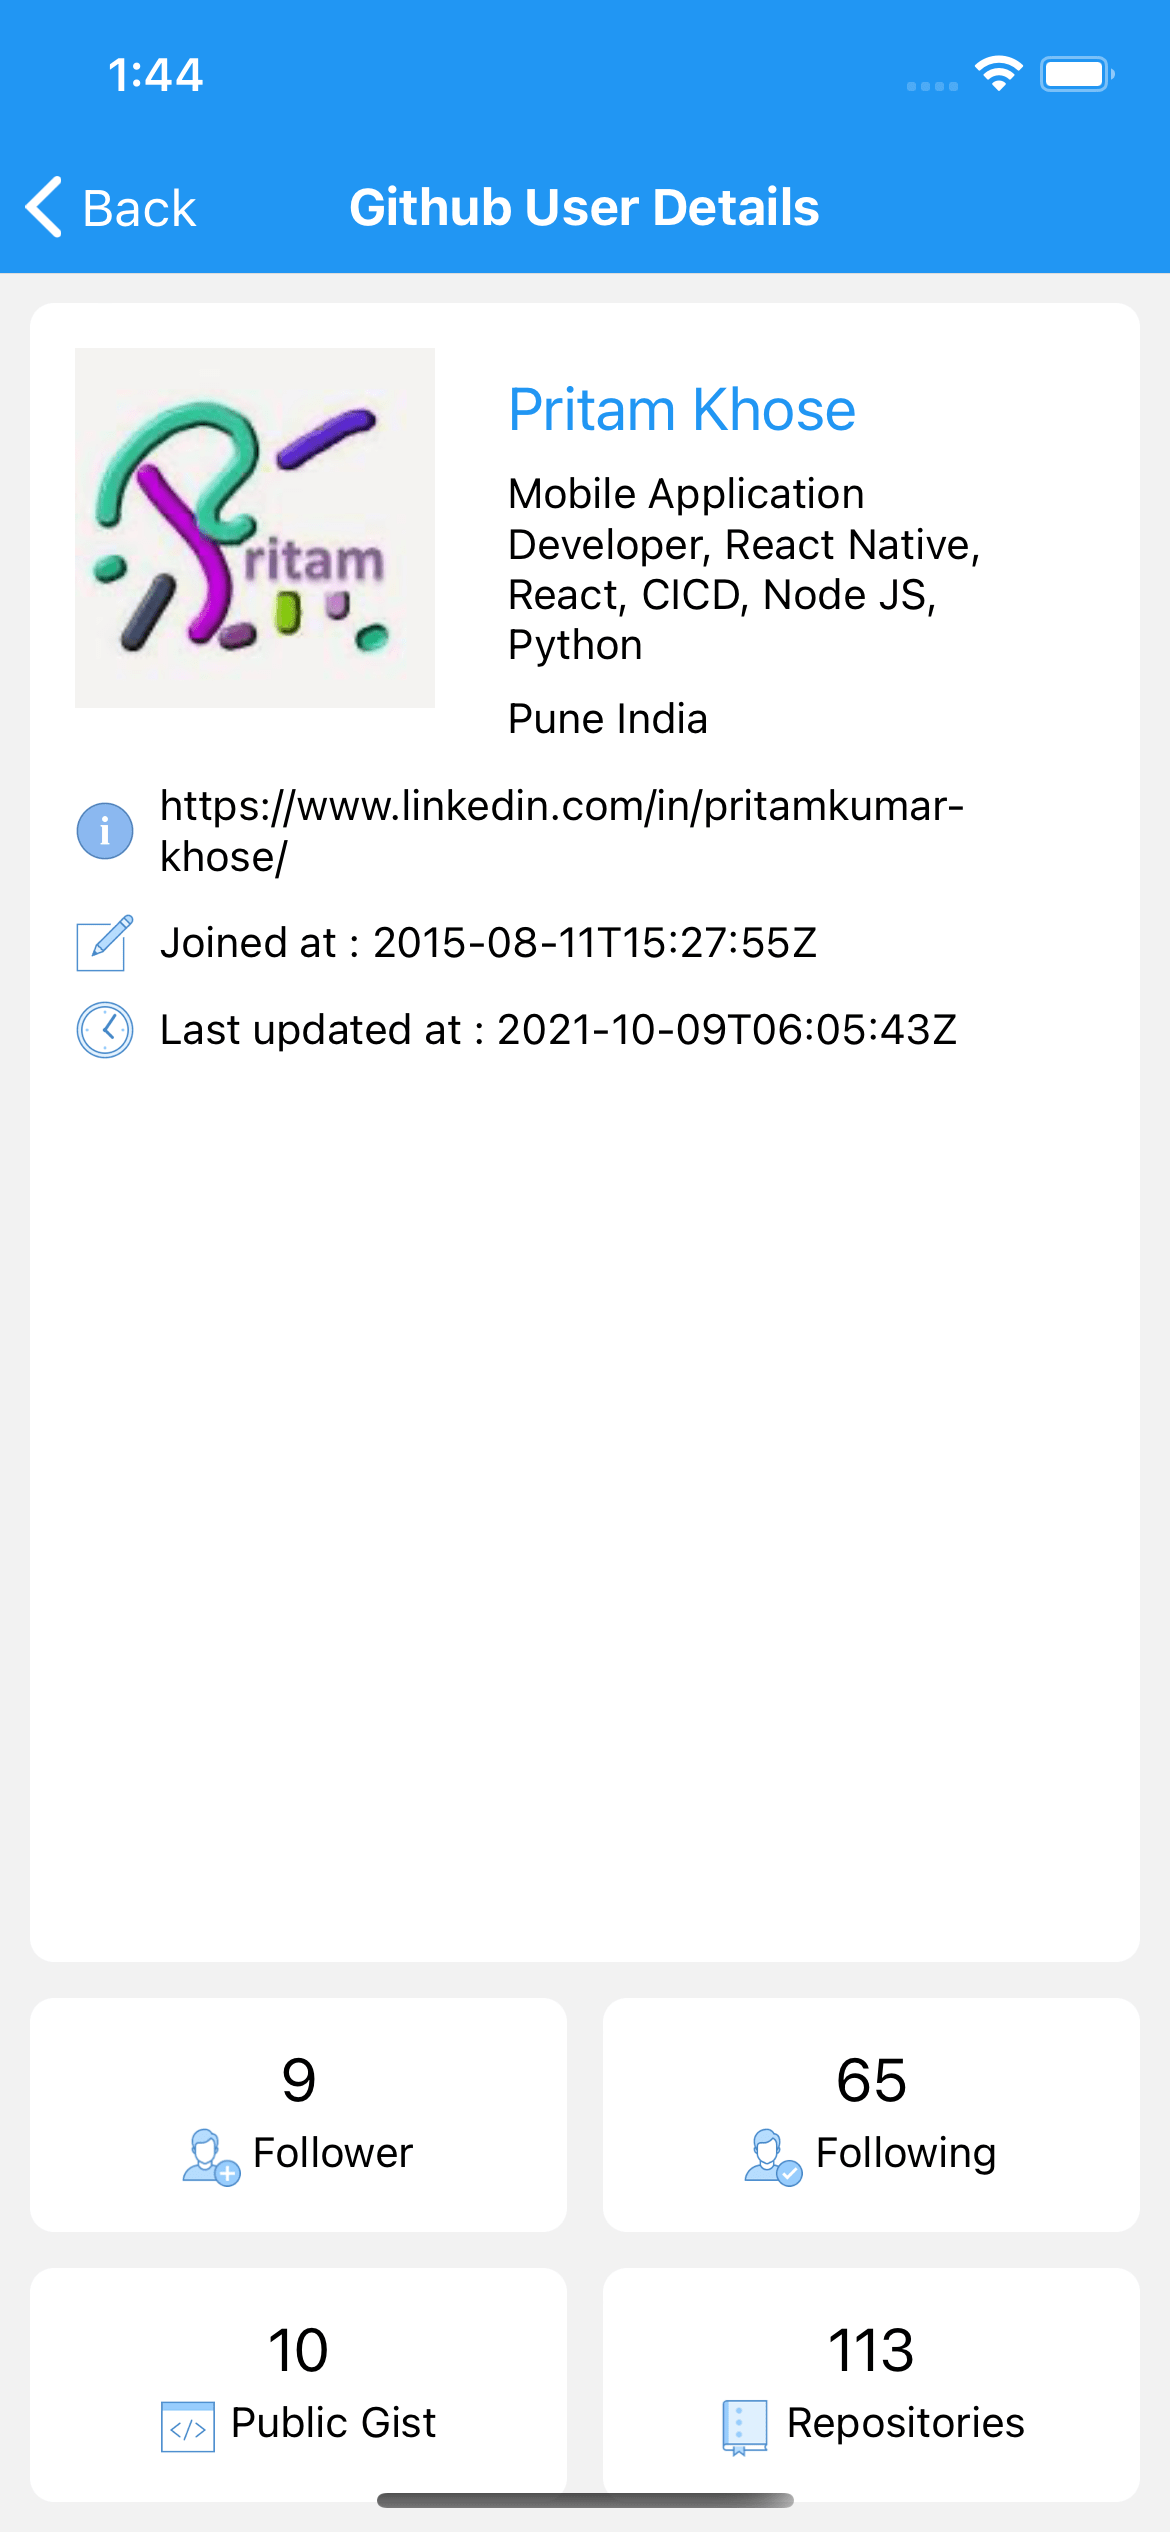 1:44
Back
Github User Details
ritam
Pritam Khose
Mobile Application
Developer, React Native,
React, CICD, Node JS,
Python
Pune India
https://www.linkedin.com/in/pritamkumar-
khose/
Joined at : 2015-08-11T15:27:55Z
Last updated at : 2021-10-09T06:05:43Z
9
Follower
65
Following
10
Public Gist
113
Repositories